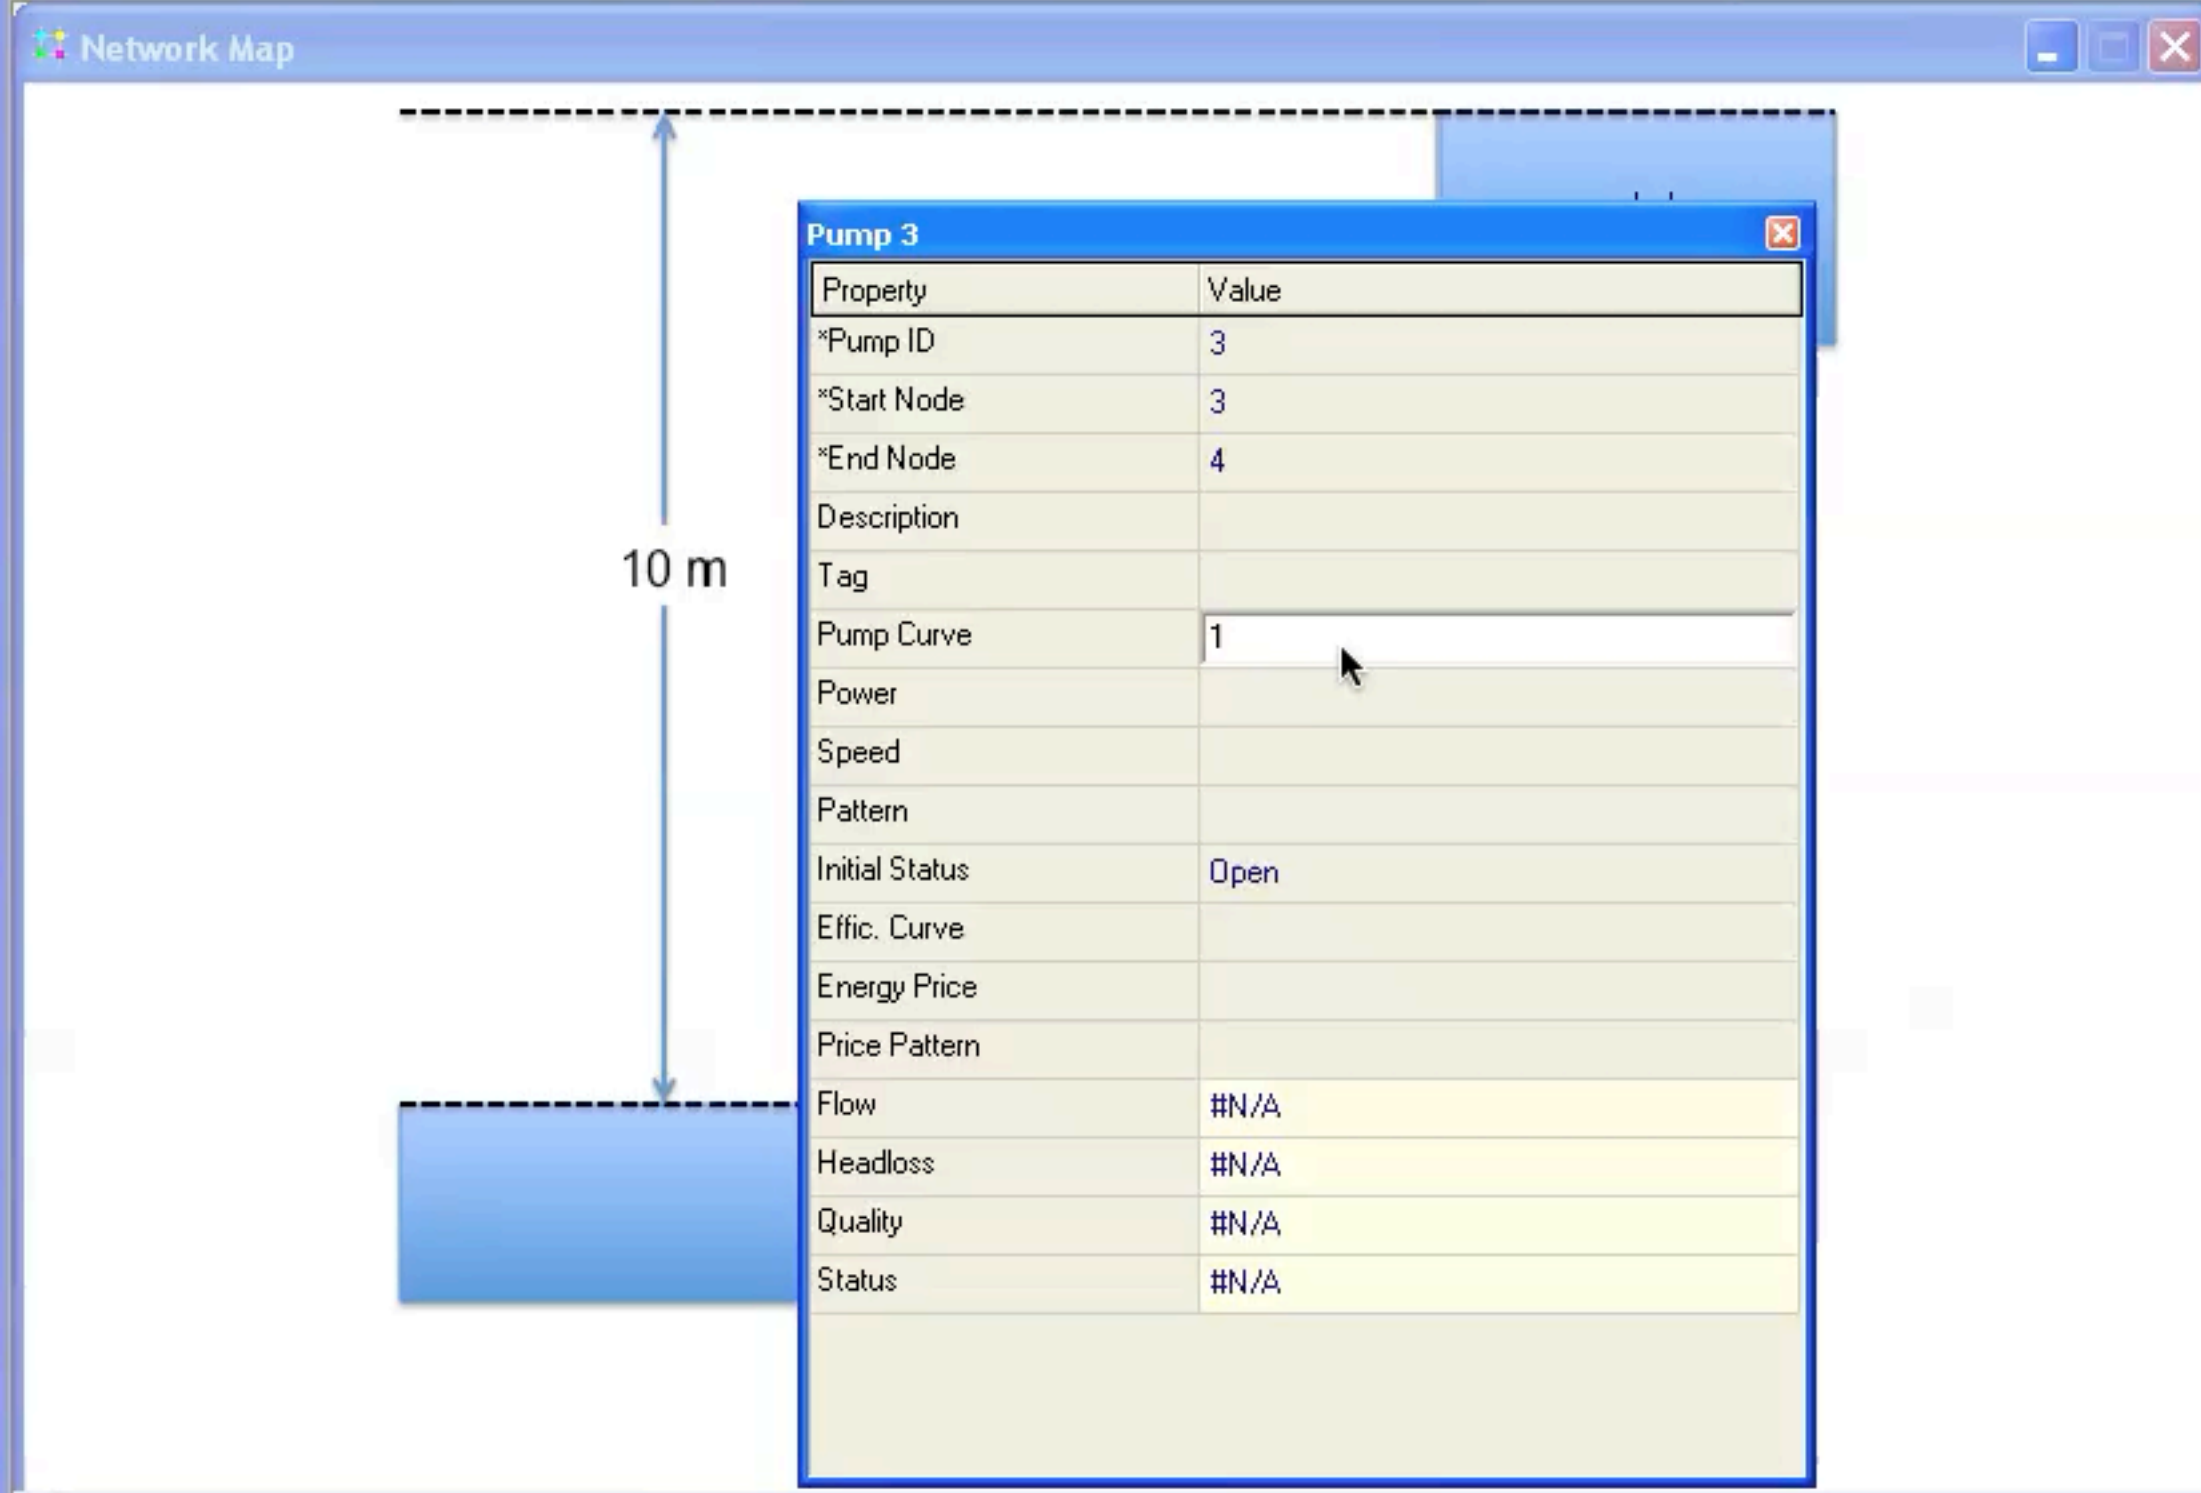 Network Map
Pump 3
Property Value
*Pump ID 3
*Start Node 3
*End Node 4
Description
Tag
10 m
Pump Curve 1
Power
Speed
Pattern
Initial Status Open
Effic. Curve
Energy Price
Price Pattern
Flow #N/A
Headloss #N/A
Quality #N/A
Status #N/A